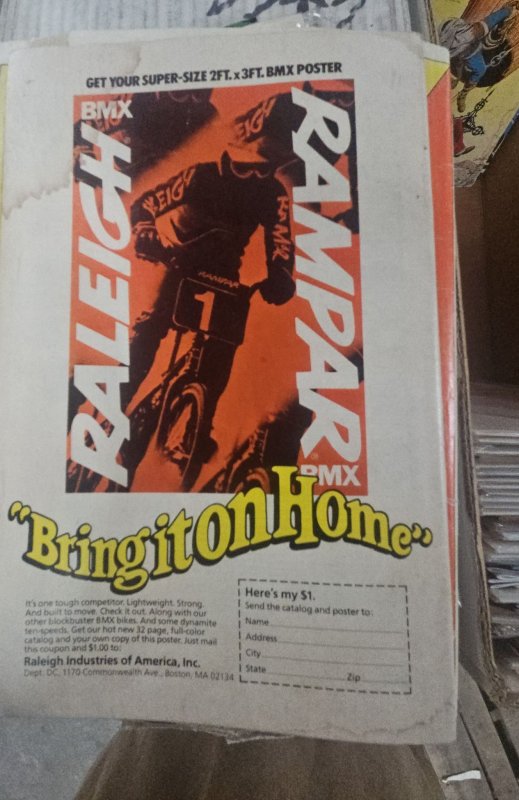 GET YOUR SUPER-SIZE 2FT. x 3FT. BMX POSTER
BMX
RALEIGH
RAMPAR
BMX
EIGH
RAMPAR
1
"Bring it on Home"
It's one tough competitor. Lightweight. Strong.
And built to move. Check it out. Along with our
other blockbuster BMX bikes. And some dynamite
ten-speeds. Get our hot new 32 page, full-color
catalog and your own copy of this poster. Just mail
this coupon and $1.00 to:
Raleigh Industries of America, Inc.
Dept. DC, 1170 Commonwealth Ave., Boston, MA 02134
Here's my $1.
Send the catalog and poster to:
Name
Address
City
State
Zip